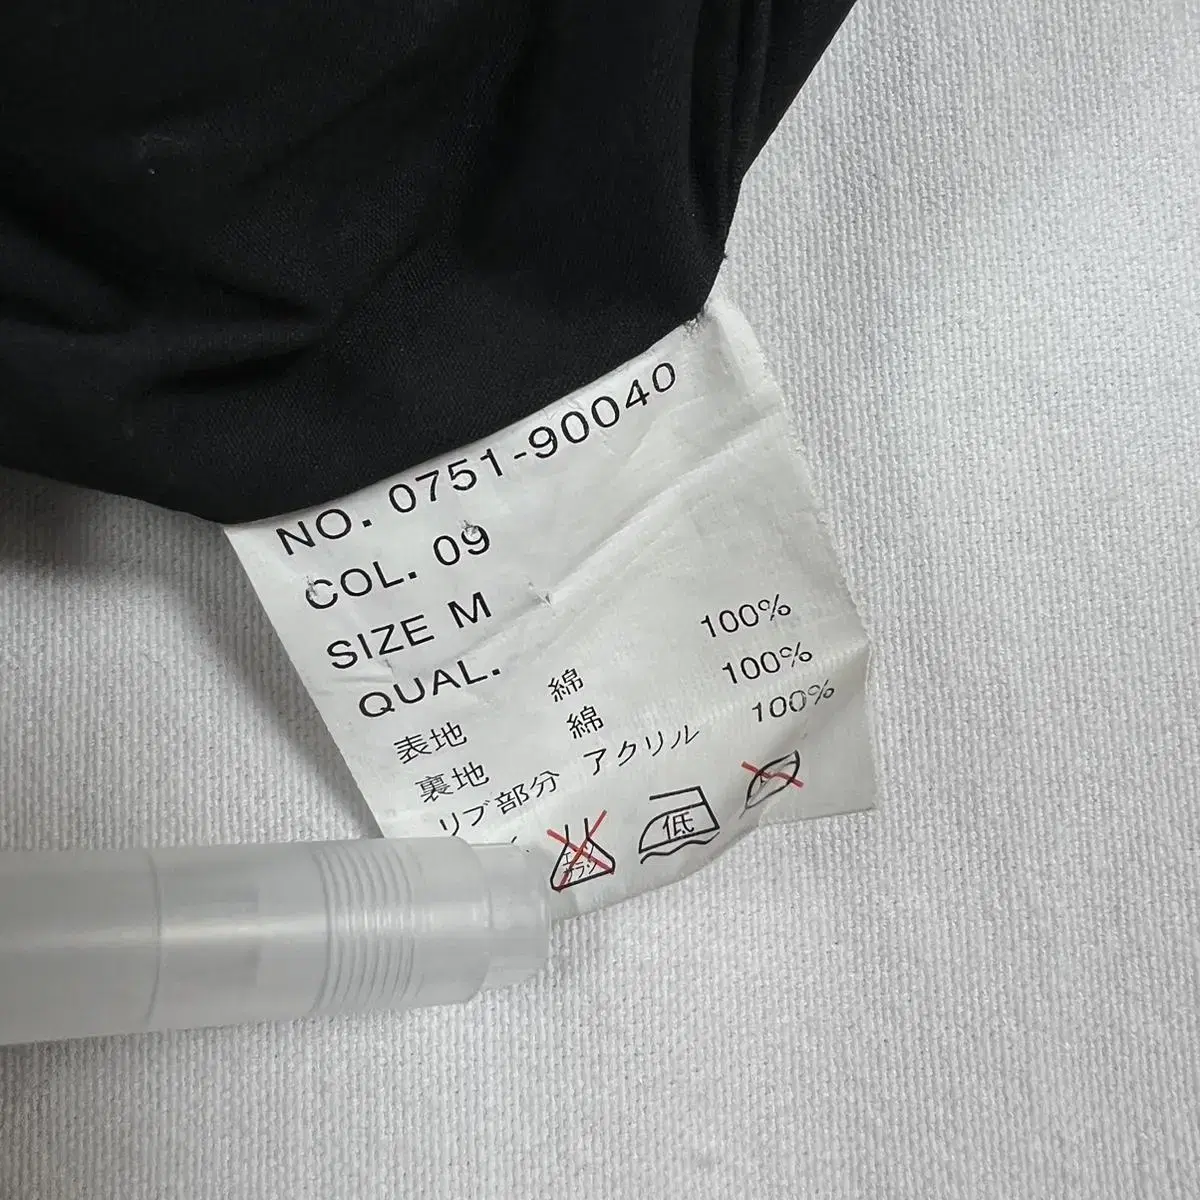 NO. 0751-90040
COL. 09
SIZE M
QUAL.
表地 綿 100%
裏地 綿 100%
リブ部分 アクリル 100%
低